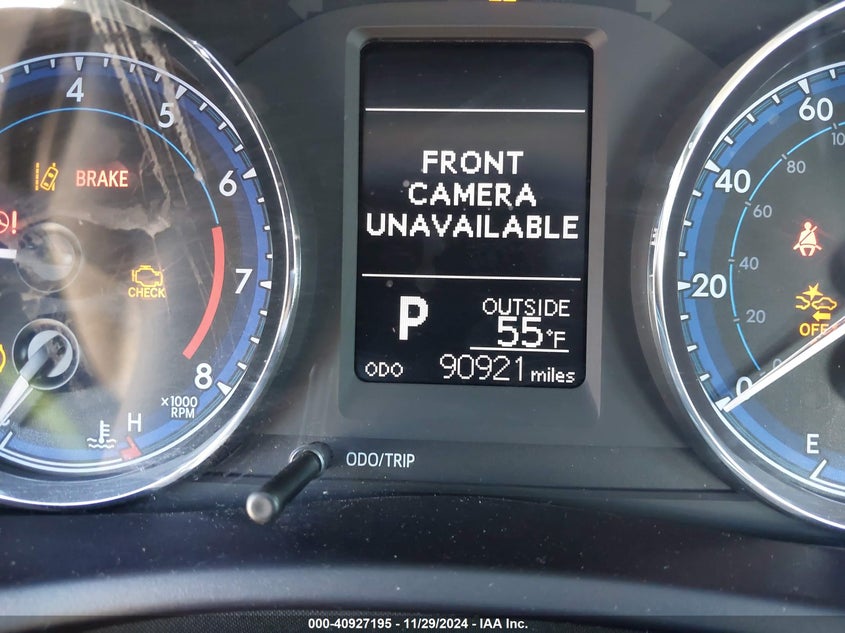 4
5
6
7
8
×1000
RPM
BRAKE
!
CHECK
H
FRONT
CAMERA
UNAVAILABLE
P
OUTSIDE
55°F
ODO 90921 miles
ODO/TRIP
60
40
20
0
80
60
40
20
0
OFF
E
000-40927195 - 11/29/2024 - IAA Inc.